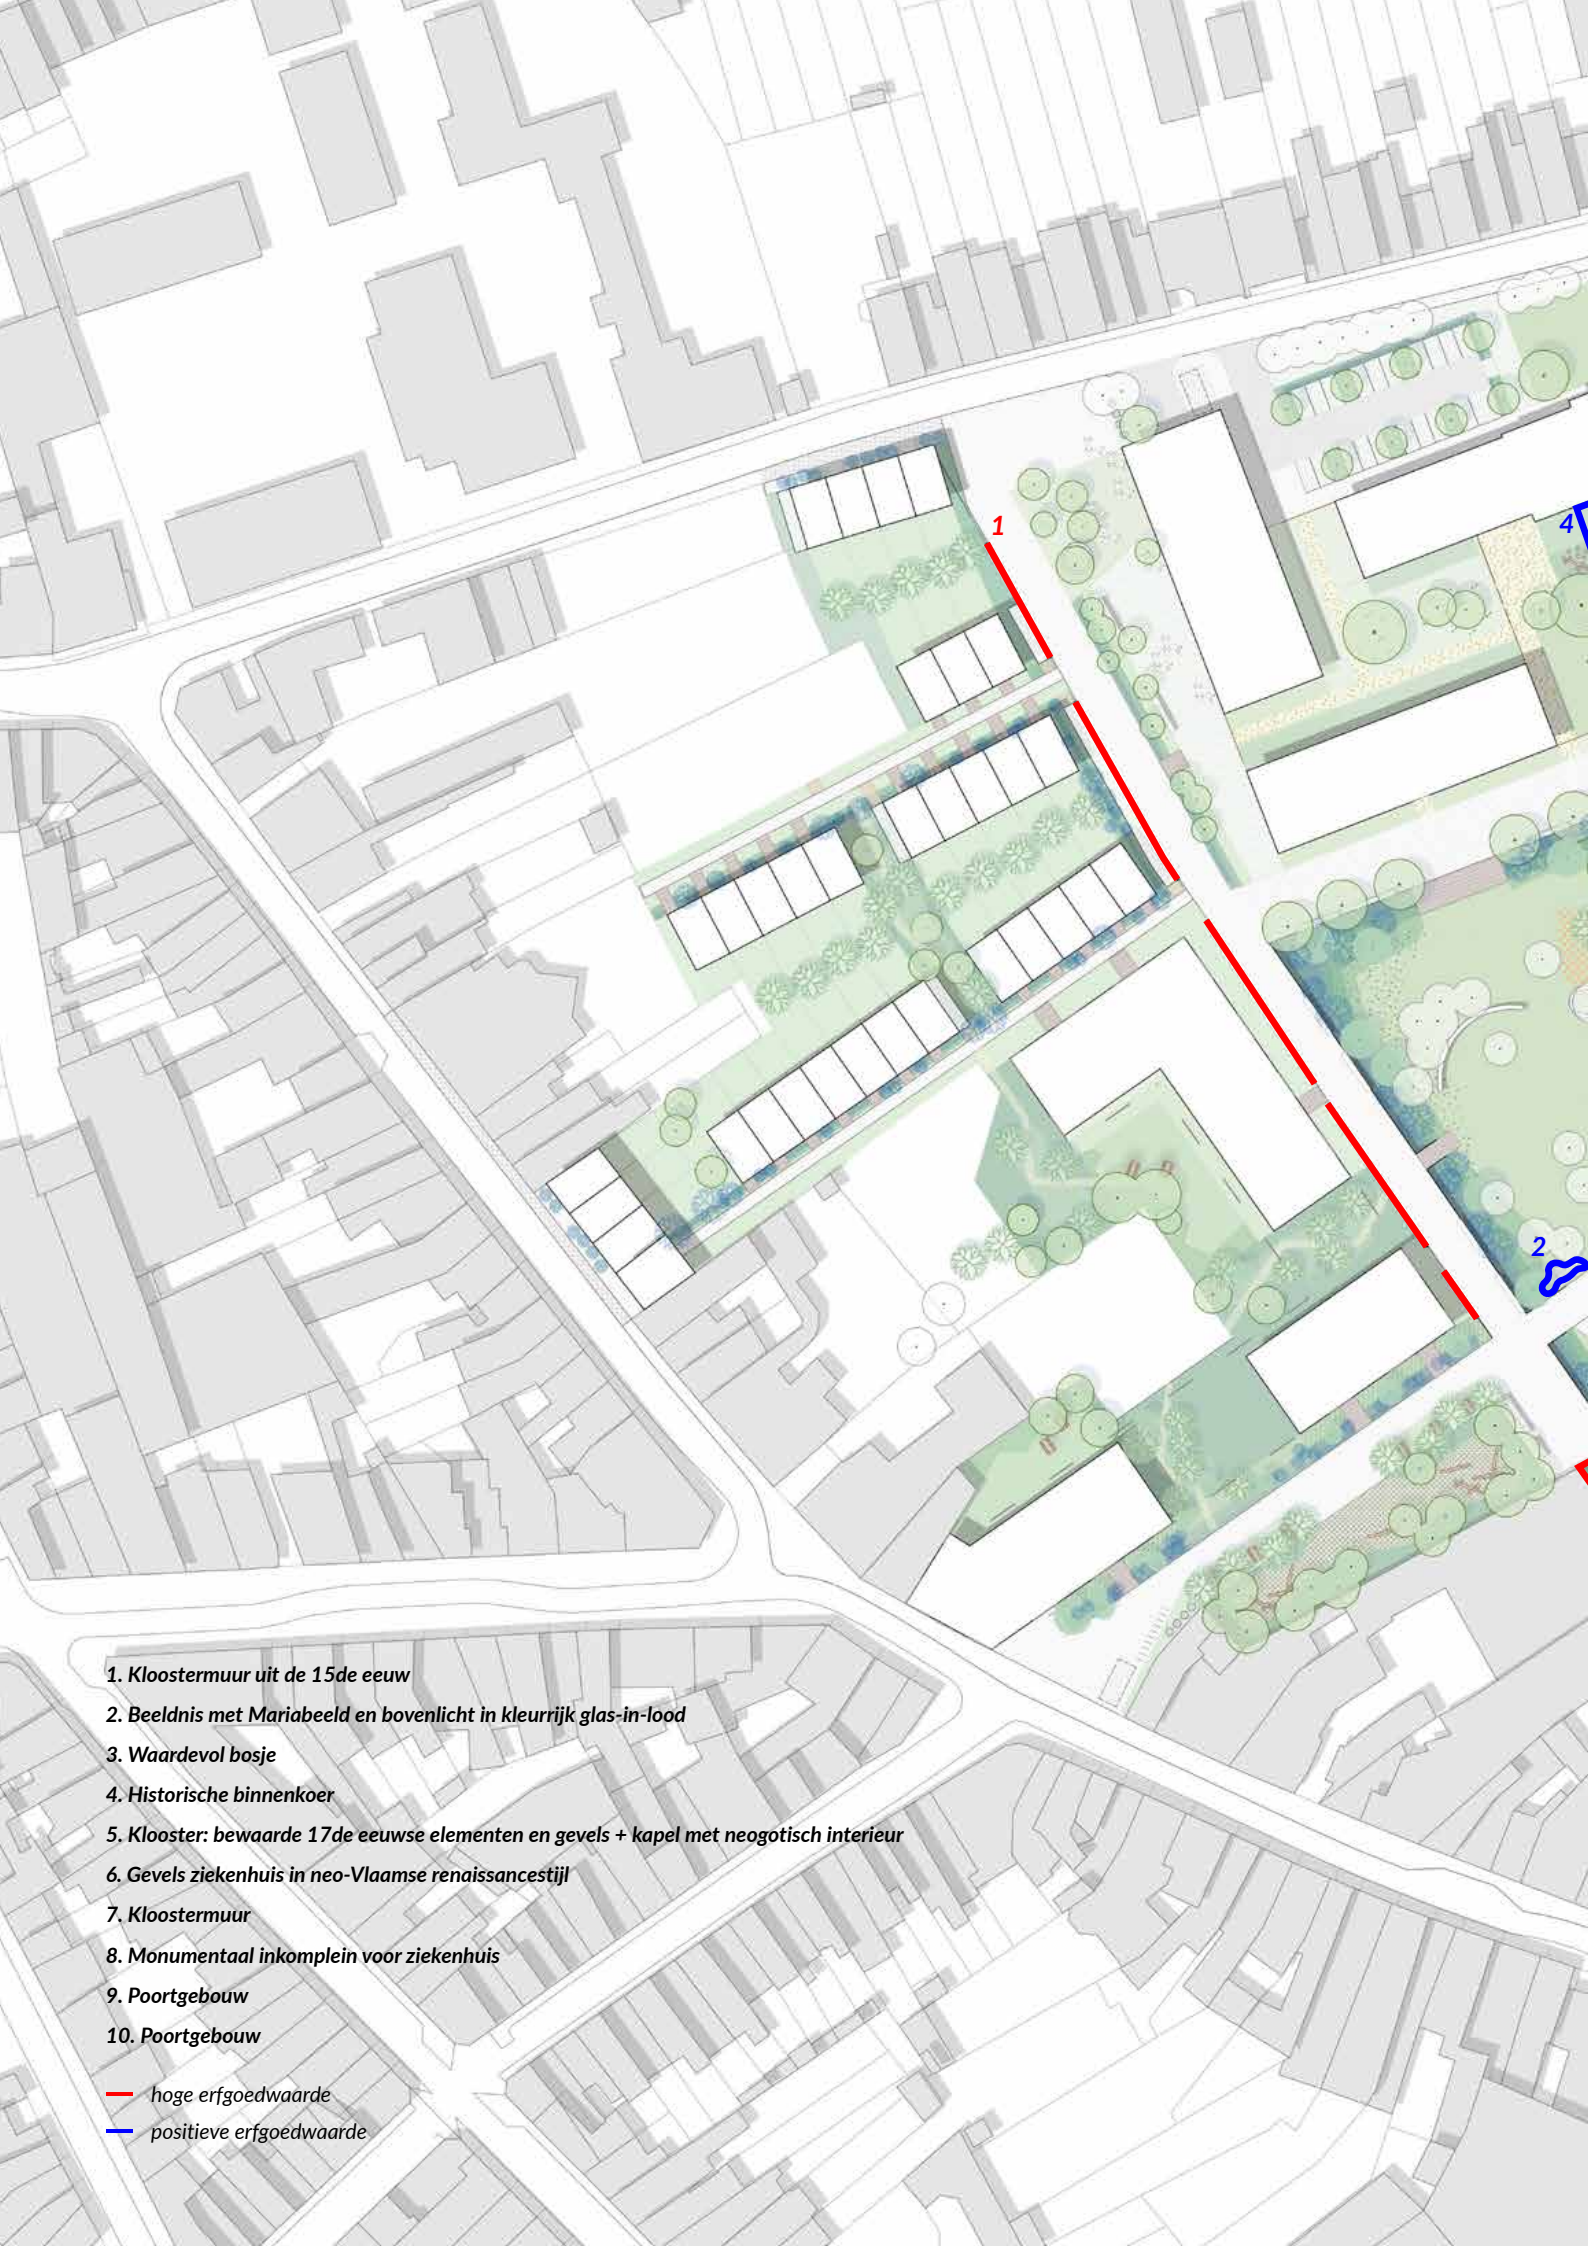 1
4
2
1. Kloostermuur uit de 15de eeuw
2. Beeldnis met Mariabeeld en bovenlicht in kleurrijk glas-in-lood
3. Waardevol bosje
4. Historische binnenkoer
5. Klooster: bewaarde 17de eeuwse elementen en gevels + kapel met neogotisch interieur
6. Gevels ziekenhuis in neo-Vlaamse renaissancestijl
7. Kloostermuur
8. Monumentaal inkomplein voor ziekenhuis
9. Poortgebouw
10. Poortgebouw
hoge erfgoedwaarde
positieve erfgoedwaarde